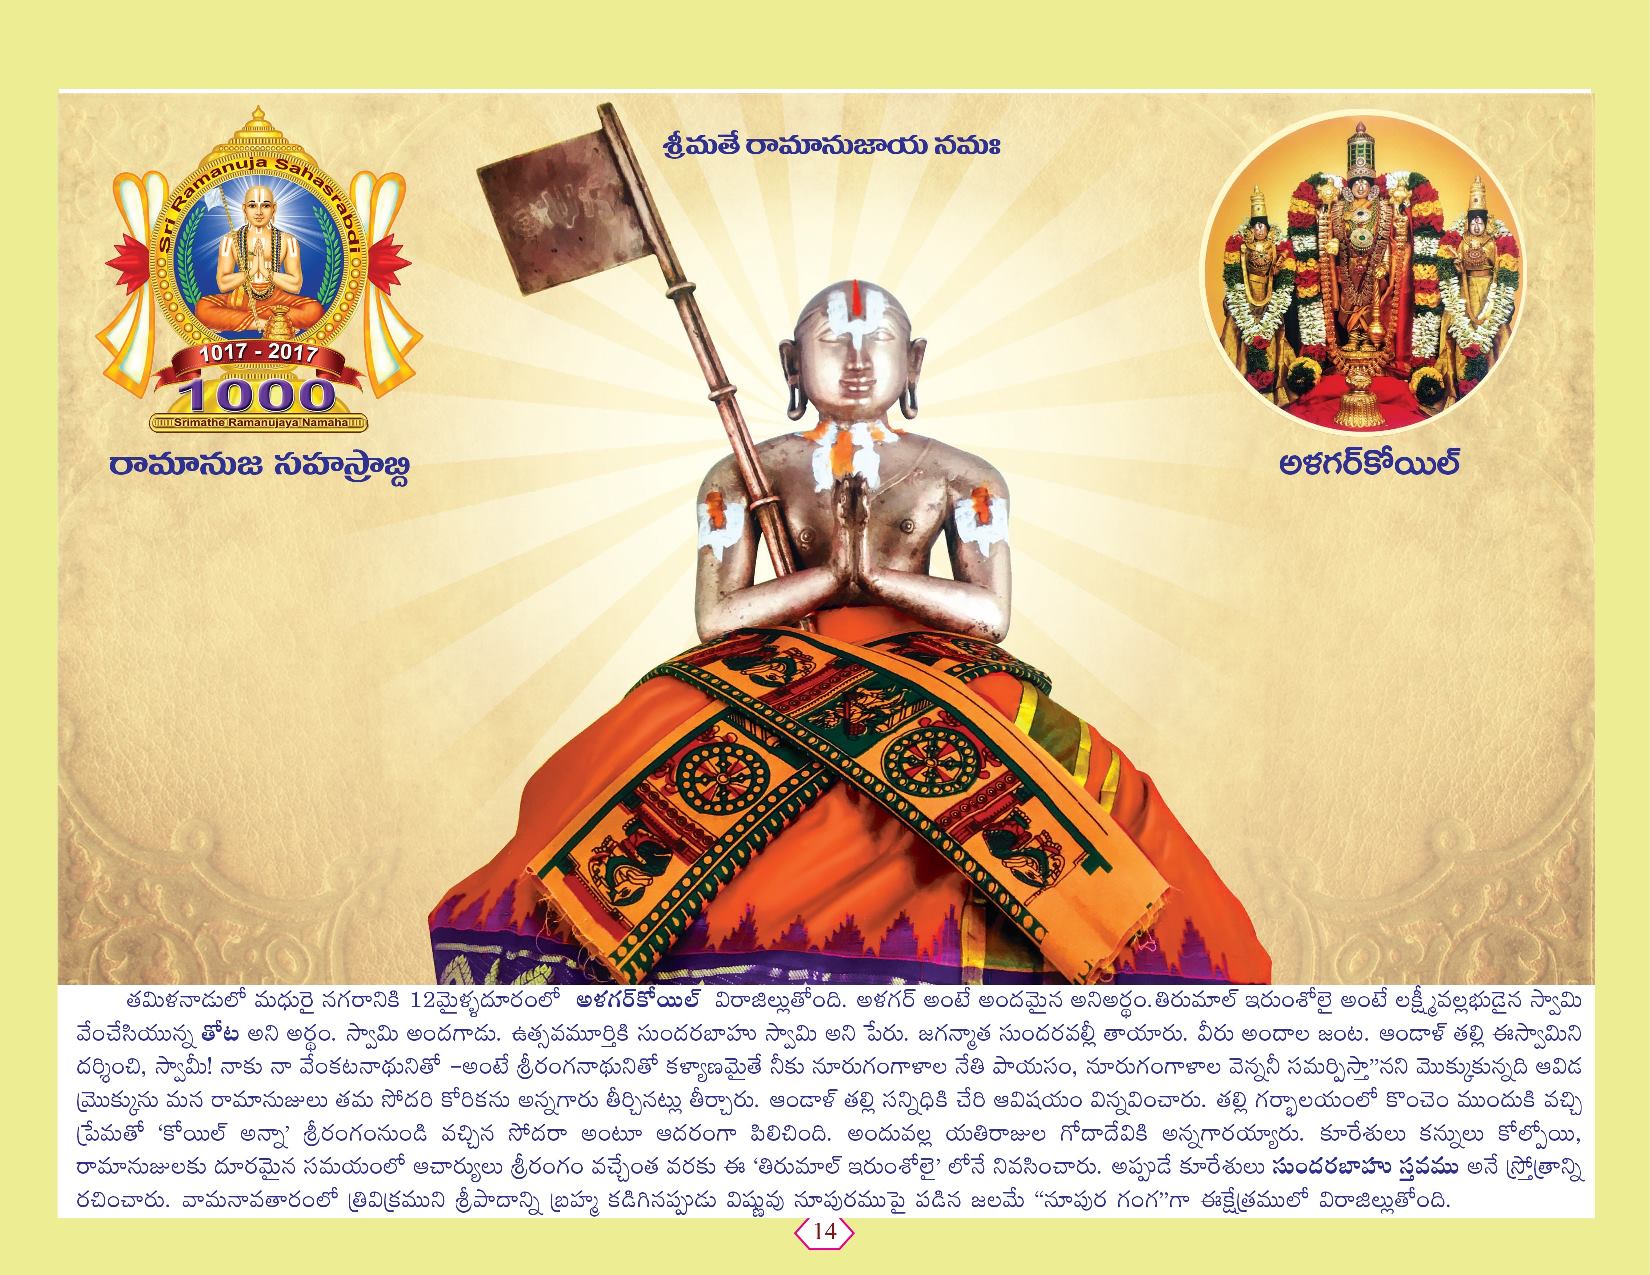 శ్రీమతే రామానుజాయ నమః
Sri Ramanuja Sahasrabdi
1017 - 2017
1000
Srimathe Ramanujaya Namaha
రామానుజ సహస్రాబ్ది
అళగర్‌కోయిల్
తమిళనాడులో మధురై నగరానికి 12మైళ్ళదూరంలో అళగర్‌కోయిల్ విరాజిల్లుతోంది. అళగర్ అంటే అందమైన అనిఅర్థం.తిరుమాల్ ఇరుంశోలై అంటే లక్ష్మీవల్లభుడైన స్వామి
వేంచేసియున్న తోట అని అర్థం. స్వామి అందగాడు. ఉత్సవమూర్తికి సుందరబాహు స్వామి అని పేరు. జగన్మాత సుందరవల్లీ తాయారు. వీరు అందాల జంట. ఆండాళ్ తల్లి ఈస్వామిని
దర్శించి, స్వామీ! నాకు నా వేంకటనాథునితో -అంటే శ్రీరంగనాథునితో కళ్యాణమైతే నీకు నూరుగంగాళాల నేతి పాయసం, నూరుగంగాళాల వెన్ననీ సమర్పిస్తా”నని మొక్కుకున్నది ఆవిడ
మ్రొక్కును మన రామానుజులు తమ సోదరి కోరికను అన్నగారు తీర్చినట్లు తీర్చారు. ఆండాళ్ తల్లి సన్నిధికి చేరి ఆవిషయం విన్నవించారు. తల్లి గర్భాలయంలో కొంచెం ముందుకి వచ్చి
ప్రేమతో ‘కోయిల్ అన్నా’ శ్రీరంగంనుండి వచ్చిన సోదరా అంటూ ఆదరంగా పిలిచింది. అందువల్ల యతిరాజుల గోదాదేవికి అన్నగారయ్యారు. కూరేశులు కన్నులు కోల్పోయి,
రామానుజులకు దూరమైన సమయంలో ఆచార్యులు శ్రీరంగం వచ్చేంత వరకు ఈ ‘తిరుమాల్ ఇరుంశోలై’ లోనే నివసించారు. అప్పుడే కూరేశులు సుందరబాహు స్తవము అనే స్తోత్రాన్ని
రచించారు. వామనావతారంలో త్రివిక్రముని శ్రీపాదాన్ని బ్రహ్మ కడిగినప్పుడు విష్ణువు నూపురముపై పడిన జలమే “నూపుర గంగ”గా ఈక్షేత్రములో విరాజిల్లుతోంది.
14